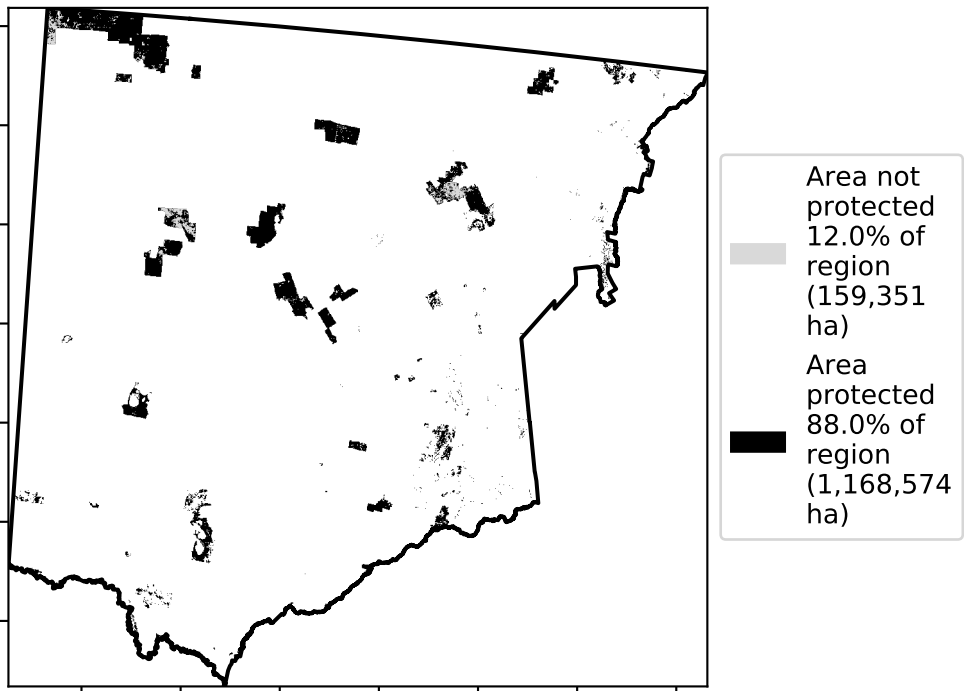 Area not
protected
12.0% of
region
(159,351
ha)
Area
protected
88.0% of
region
(1,168,574
ha)